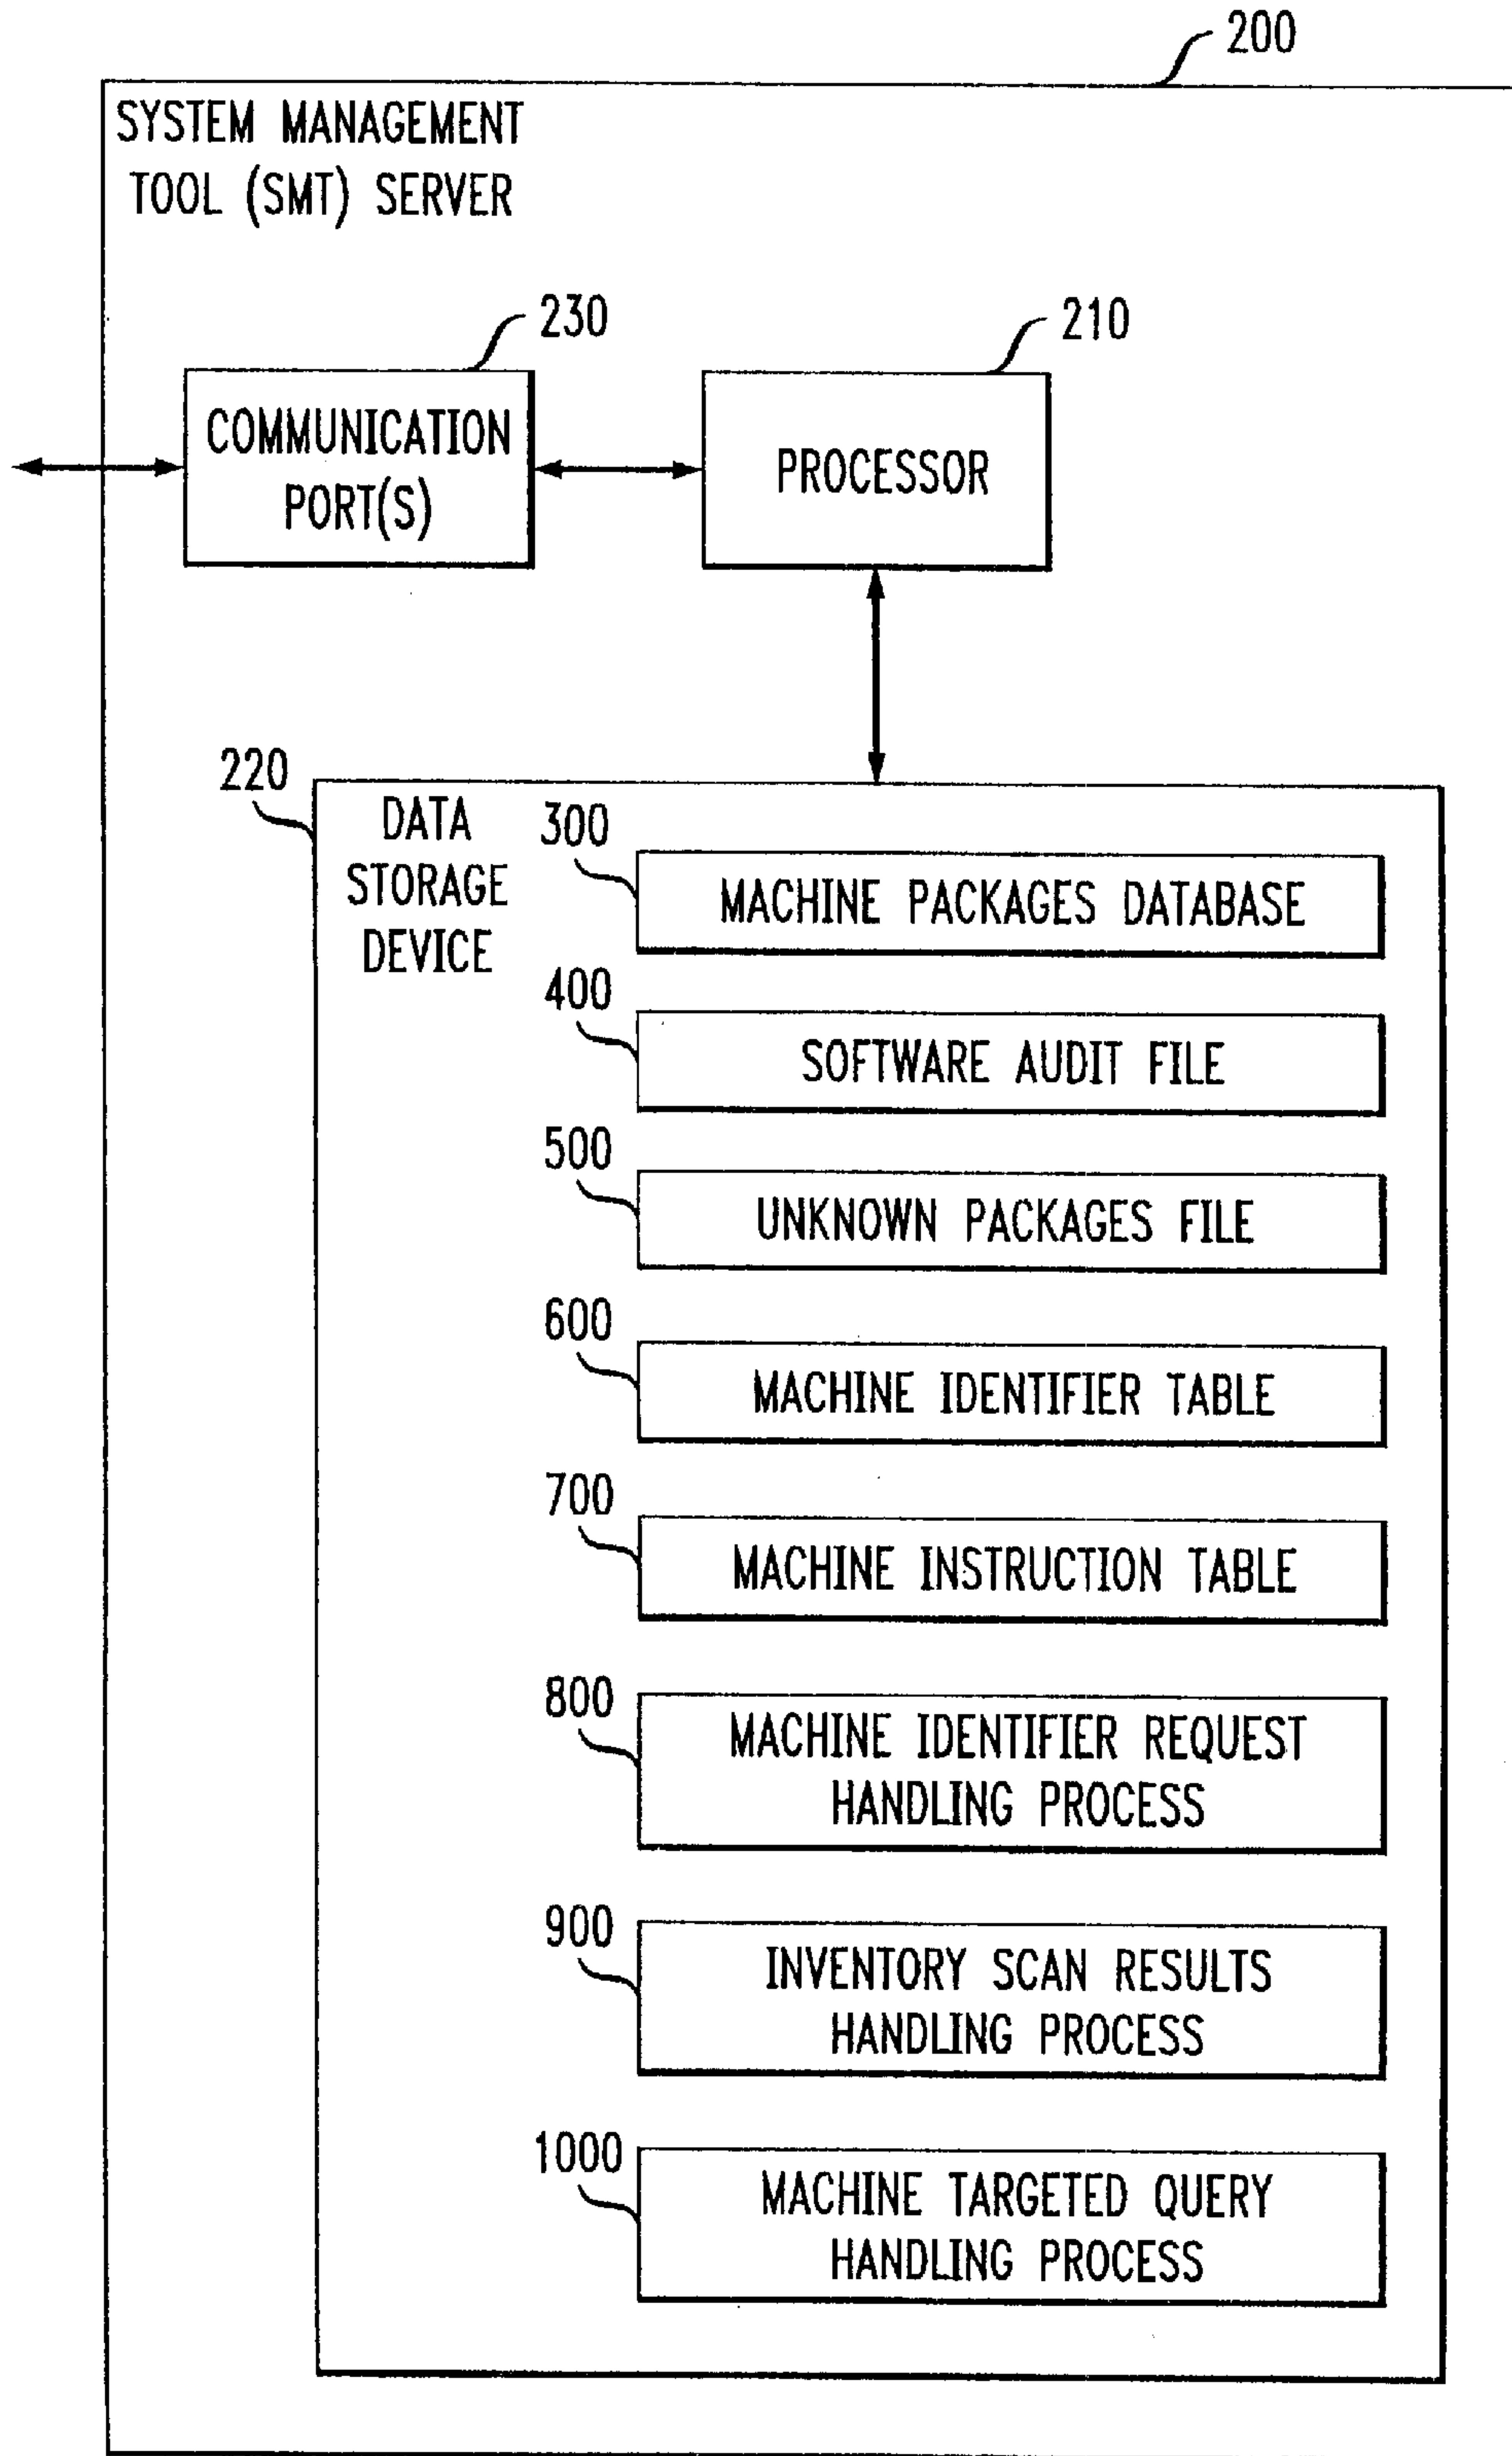 200
SYSTEM MANAGEMENT
TOOL (SMT) SERVER
230
210
COMMUNICATION
PORT(S)
PROCESSOR
220
DATA
STORAGE
DEVICE
300
MACHINE PACKAGES DATABASE
400
SOFTWARE AUDIT FILE
500
UNKNOWN PACKAGES FILE
600
MACHINE IDENTIFIER TABLE
700
MACHINE INSTRUCTION TABLE
800
MACHINE IDENTIFIER REQUEST
HANDLING PROCESS
900
INVENTORY SCAN RESULTS
HANDLING PROCESS
1000
MACHINE TARGETED QUERY
HANDLING PROCESS